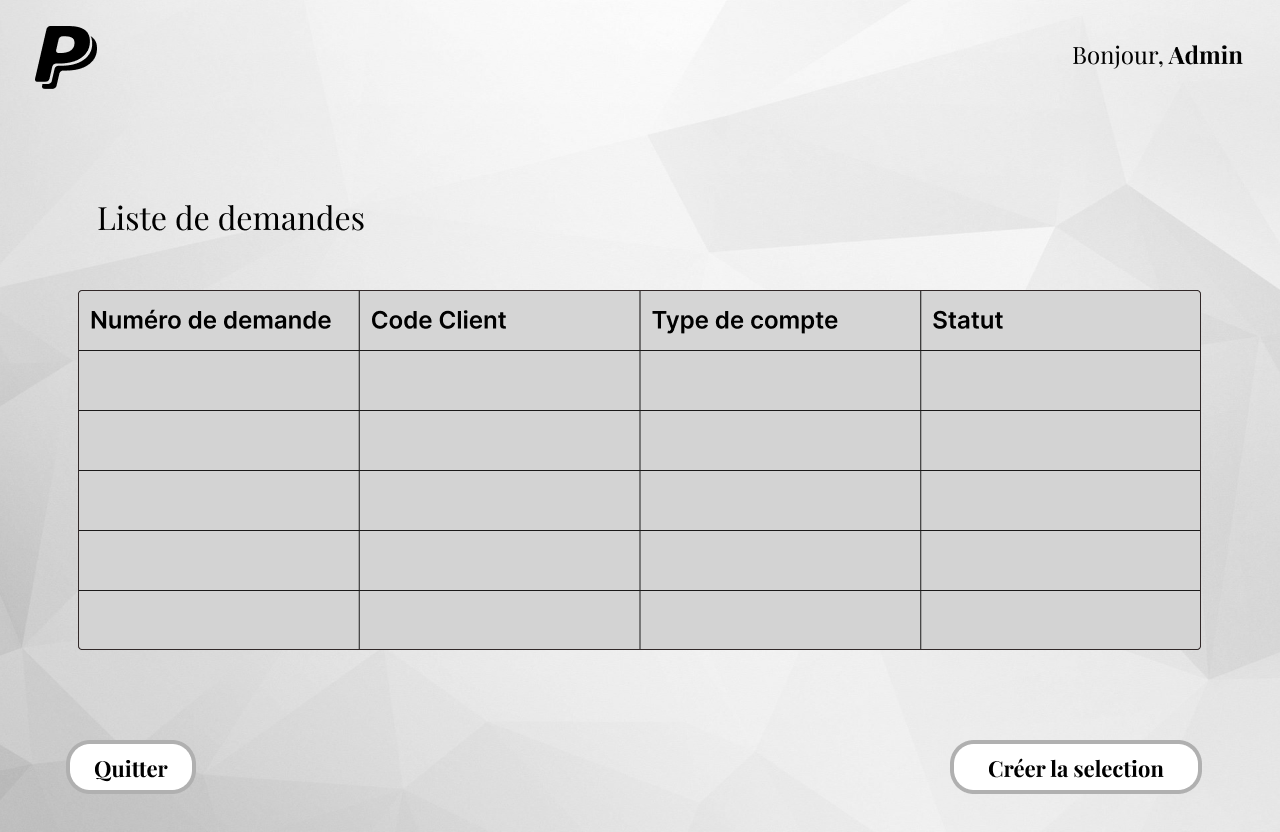 Bonjour, Admin
Liste de demandes
Numéro de demande Code Client Type de compte Statut
Quitter Créer la selection